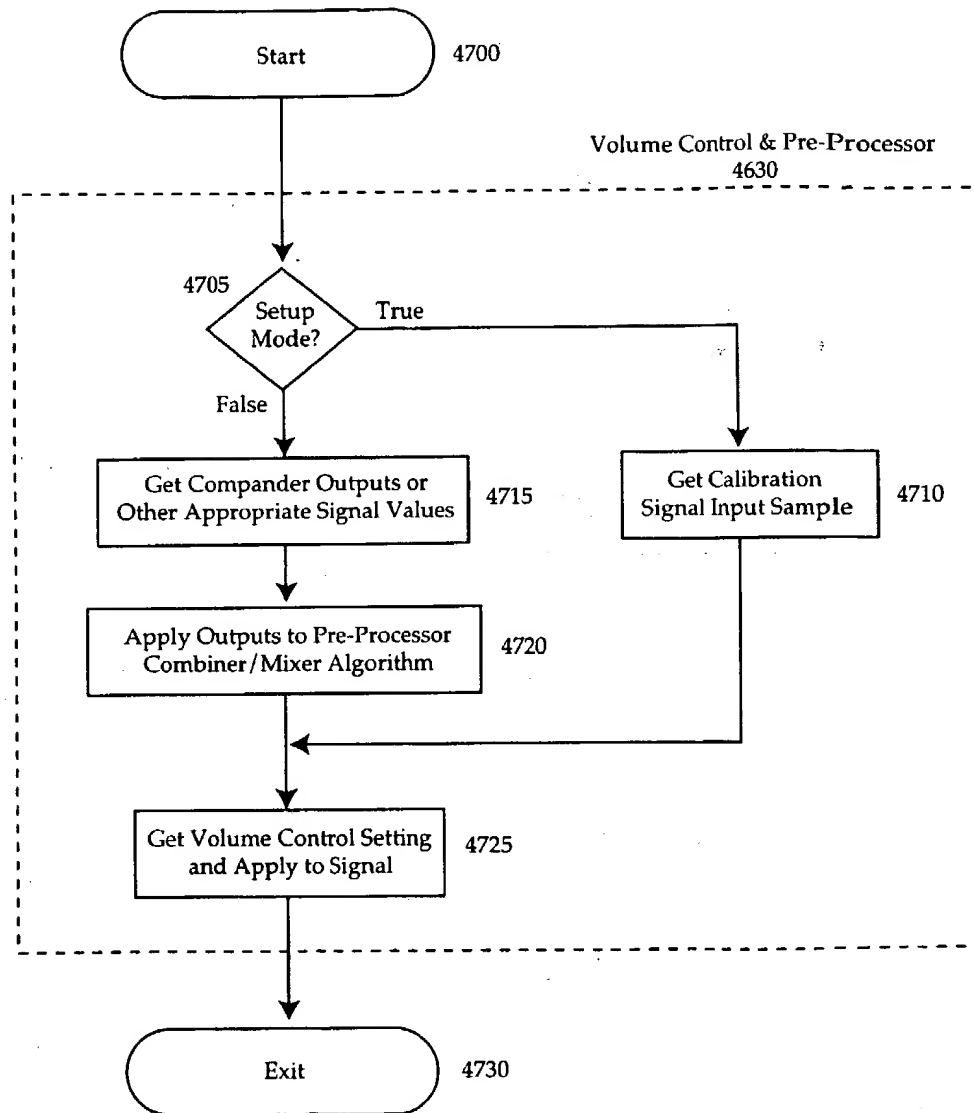 Start
4700
Volume Control & Pre-Processor
4630
4705
Setup
Mode?
True
False
Get Compander Outputs or
Other Appropriate Signal Values
4715
Get Calibration
Signal Input Sample
4710
Apply Outputs to Pre-Processor
Combiner/Mixer Algorithm
4720
Get Volume Control Setting
and Apply to Signal
4725
Exit
4730